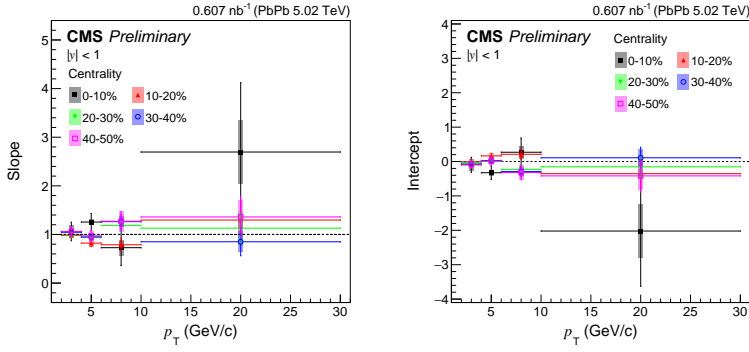 0.607 nb⁻¹ (PbPb 5.02 TeV)
CMS Preliminary
|y| < 1
Centrality
0-10% 10-20%
20-30% 30-40%
40-50%
Slope
5
4
3
2
1
0
5 10 15 20 25 30
p_T (GeV/c)
0.607 nb⁻¹ (PbPb 5.02 TeV)
CMS Preliminary
|y| < 1
Centrality
0-10% 10-20%
20-30% 30-40%
40-50%
Intercept
4
3
2
1
0
−1
−2
−3
−4
0 5 10 15 20 25 30
p_T (GeV/c)